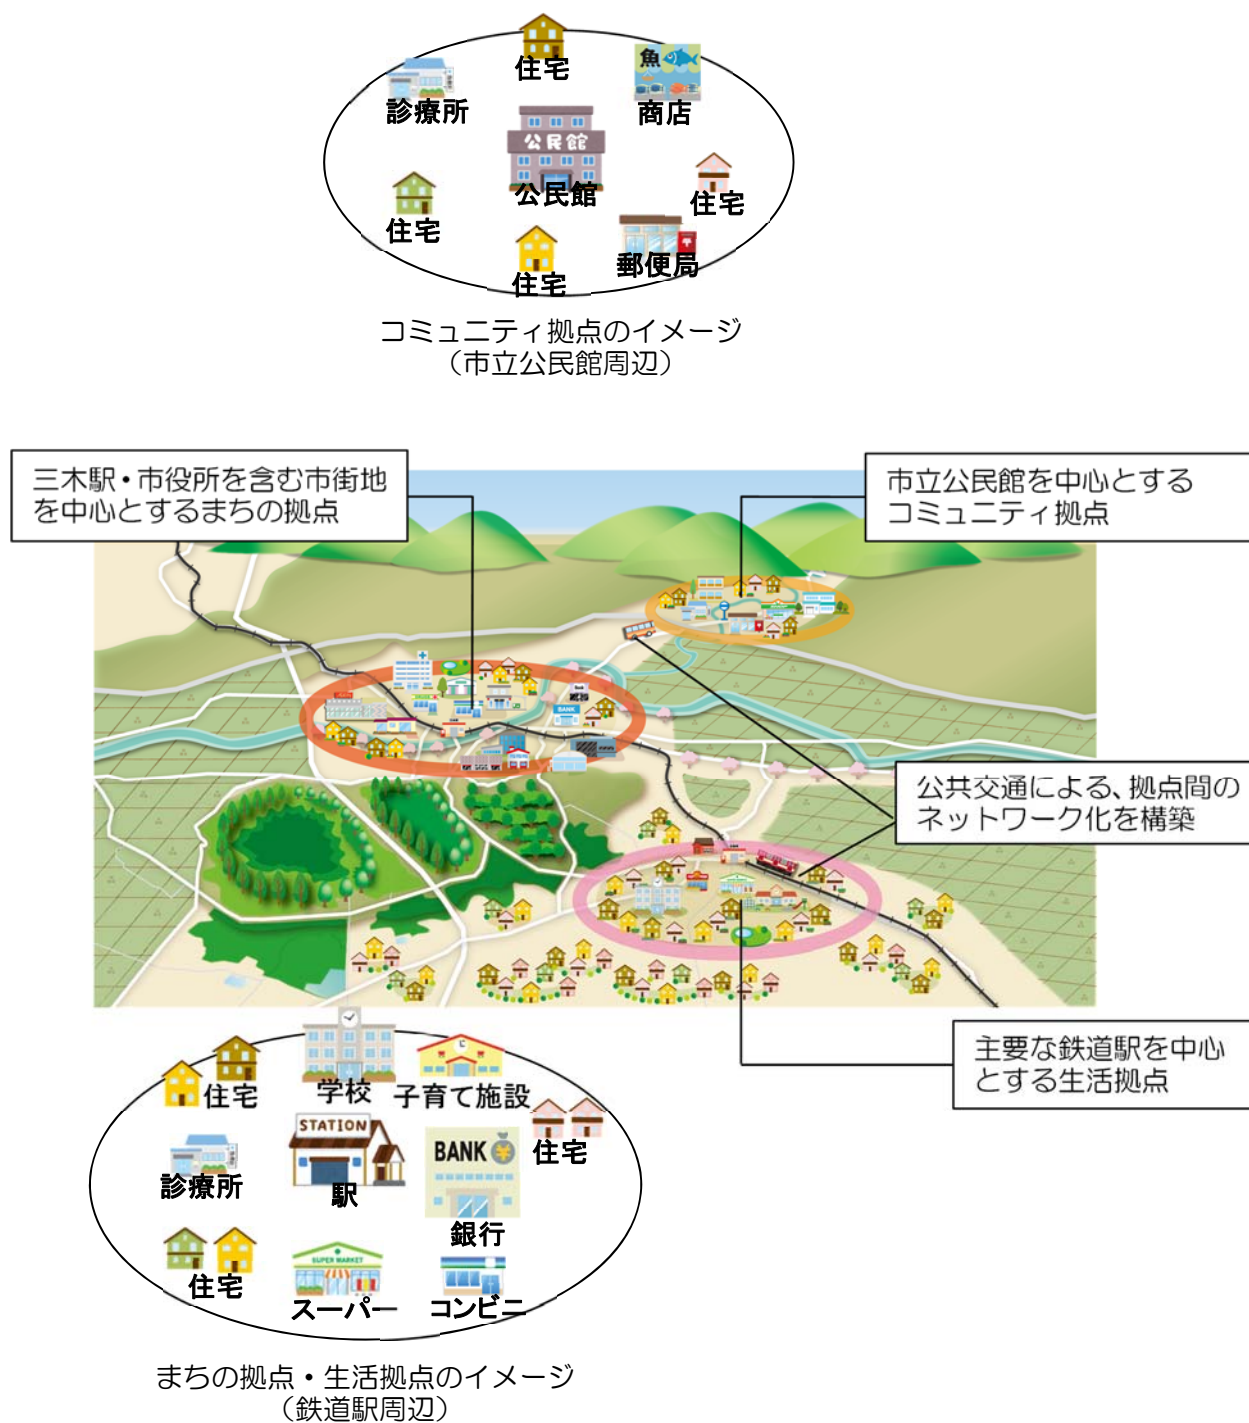 住宅
診療所
魚
商店
公民館
公民館
住宅
住宅
住宅
郵便局
コミュニティ拠点のイメージ
（市立公民館周辺）
三木駅・市役所を含む市街地
を中心とするまちの拠点
市立公民館を中心とする
コミュニティ拠点
BANK
公共交通による、拠点間の
ネットワーク化を構築
主要な鉄道駅を中心
とする生活拠点
住宅
学校
子育て施設
住宅
STATION
BANK
診療所
駅
銀行
住宅
SUPER MARKET
スーパー
コンビニ
まちの拠点・生活拠点のイメージ
（鉄道駅周辺）